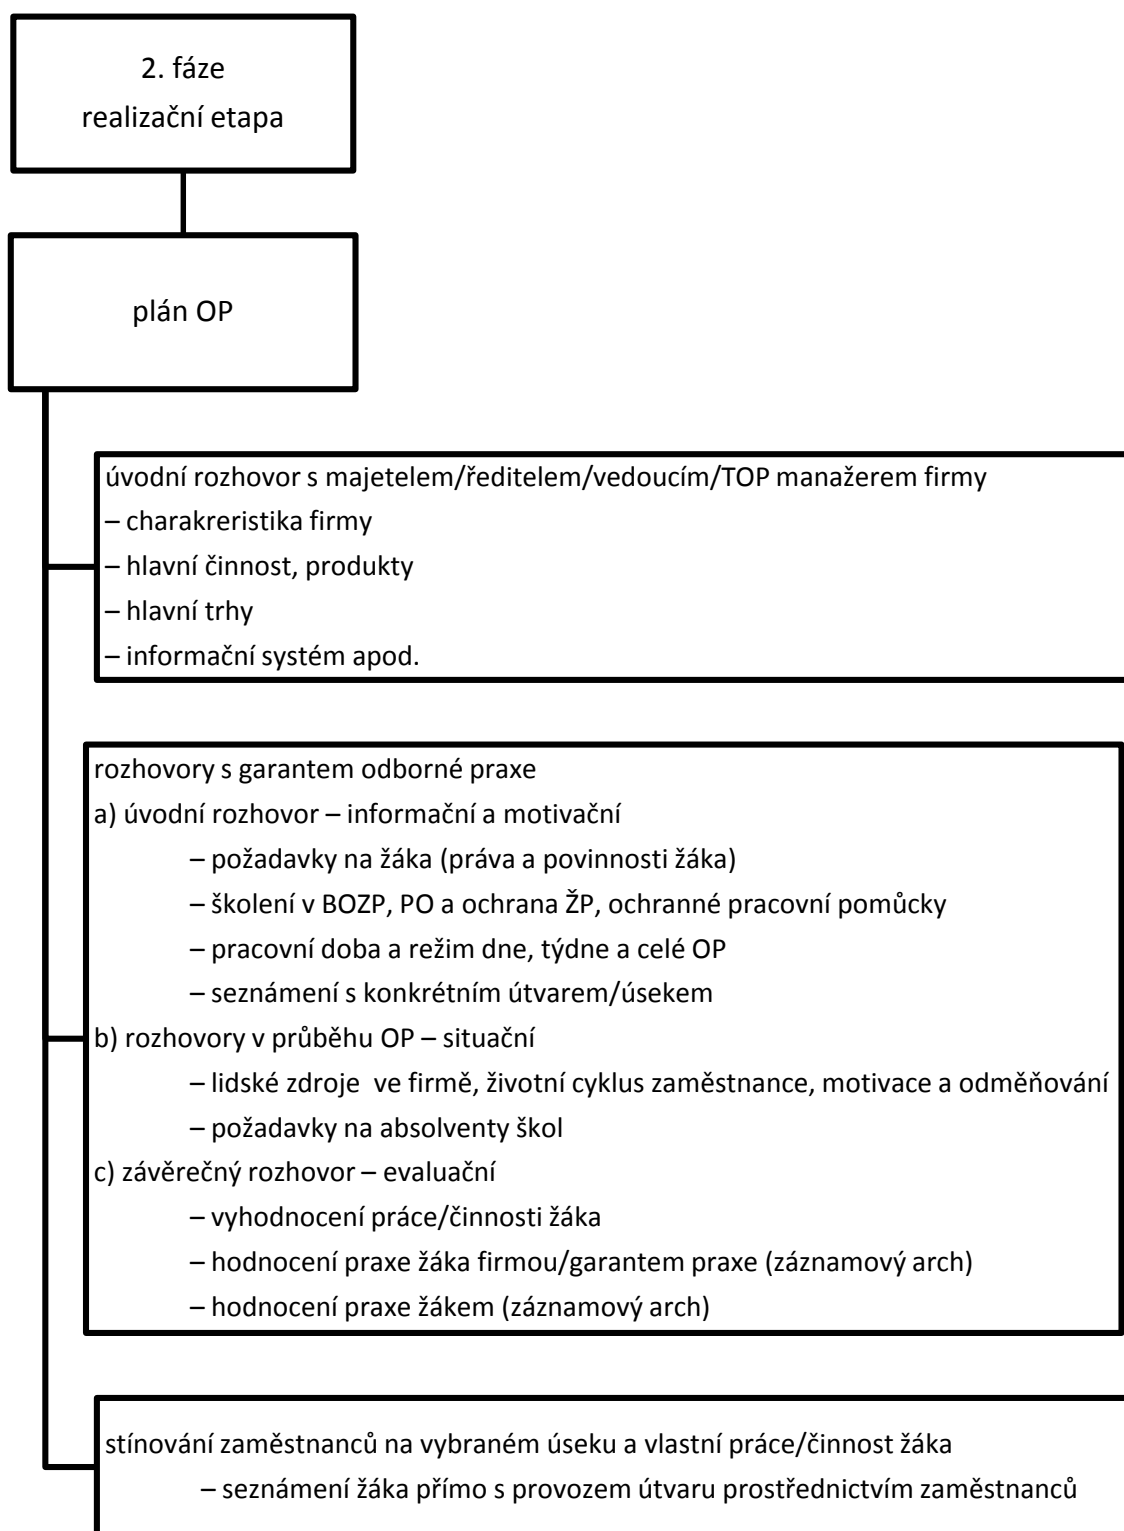 2. fáze
realizační etapa
plán OP
úvodní rozhovor s majetelem/ředitelem/vedoucím/TOP manažerem firmy
– charakreristika firmy
– hlavní činnost, produkty
– hlavní trhy
– informační systém apod.
rozhovory s garantem odborné praxe
a) úvodní rozhovor – informační a motivační
– požadavky na žáka (práva a povinnosti žáka)
– školení v BOZP, PO a ochrana ŽP, ochranné pracovní pomůcky
– pracovní doba a režim dne, týdne a celé OP
– seznámení s konkrétním útvarem/úsekem
b) rozhovory v průběhu OP – situační
– lidské zdroje  ve firmě, životní cyklus zaměstnance, motivace a odměňování
– požadavky na absolventy škol
c) závěrečný rozhovor – evaluační
– vyhodnocení práce/činnosti žáka
– hodnocení praxe žáka firmou/garantem praxe (záznamový arch)
– hodnocení praxe žákem (záznamový arch)
stínování zaměstnanců na vybraném úseku a vlastní práce/činnost žáka
– seznámení žáka přímo s provozem útvaru prostřednictvím zaměstnanců